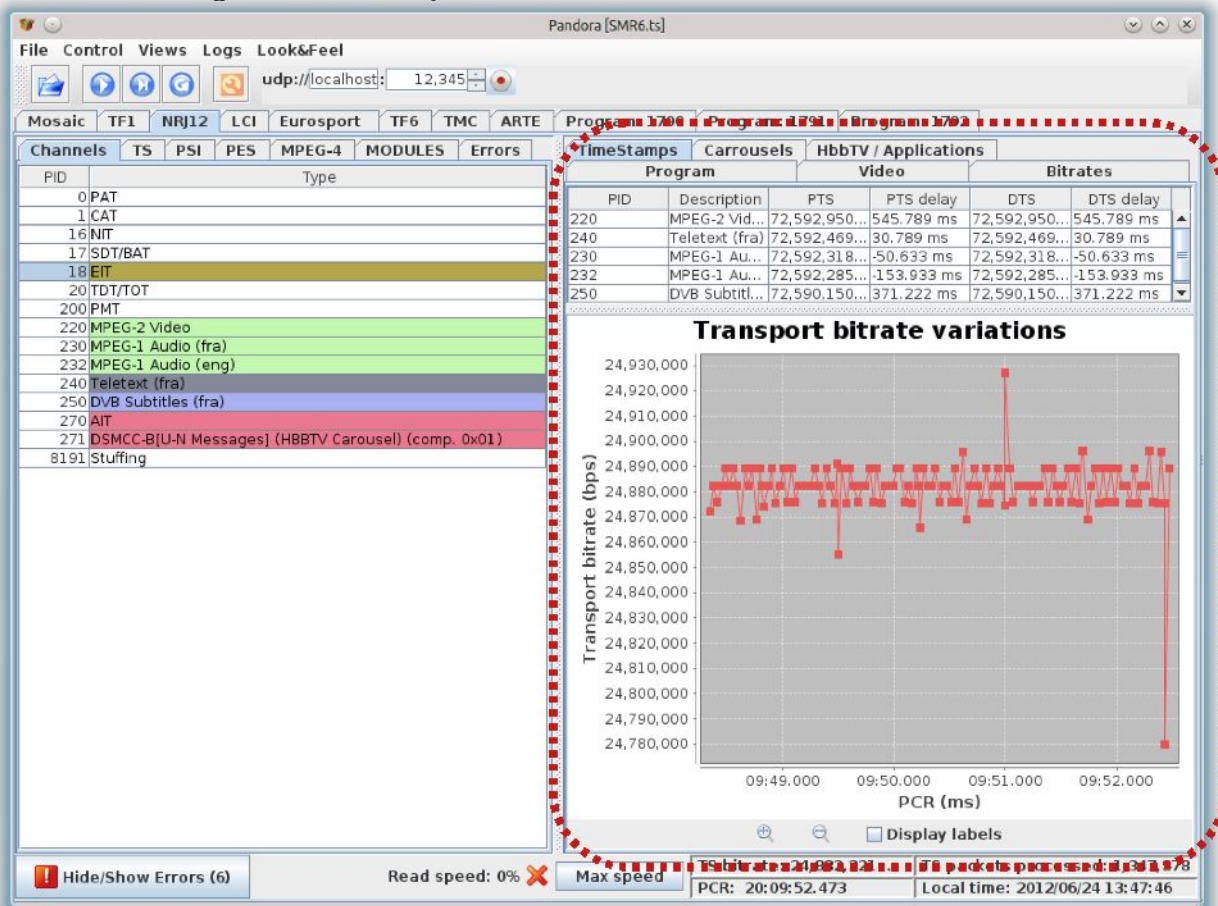 Pandora [SMR6.ts]
File Control Views Logs Look&Feel
udp://localhost: 12,345
Mosaic TF1 NRJ12 LCI Eurosport TF6 TMC ARTE
Channels TS PSI PES MPEG-4 MODULES Errors
PID Type
0 PAT
1 CAT
16 NIT
17 SDT/BAT
18 EIT
20 TDT/TOT
200 PMT
220 MPEG-2 Video
230 MPEG-1 Audio (fra)
232 MPEG-1 Audio (eng)
240 Teletext (fra)
250 DVB Subtitles (fra)
270 AIT
271 DSMCC-B[U-N Messages] (HBBTV Carousel) (comp. 0x01)
8191 Stuffing
TimeStamps Carrousels HbbTV / Applications
Program Video Bitrates
PID Description PTS PTS delay DTS DTS delay
220 MPEG-2 Vid... 72,592,950... 545.789 ms 72,592,950... 545.789 ms
240 Teletext (fra) 72,592,469... 30.789 ms 72,592,469... 30.789 ms
230 MPEG-1 Au... 72,592,318... -50.633 ms 72,592,318... -50.633 ms
232 MPEG-1 Au... 72,592,285... -153.933 ms 72,592,285... -153.933 ms
250 DVB Subtitl... 72,590,150... 371.222 ms 72,590,150... 371.222 ms
Transport bitrate variations
Transport bitrate (bps)
24,930,000
24,920,000
24,910,000
24,900,000
24,890,000
24,880,000
24,870,000
24,860,000
24,850,000
24,840,000
24,830,000
24,820,000
24,810,000
24,800,000
24,790,000
24,780,000
09:49.000 09:50.000 09:51.000 09:52.000
PCR (ms)
Display labels
Hide/Show Errors (6) Read speed: 0% Max speed
PCR: 20:09:52.473 Local time: 2012/06/24 13:47:46